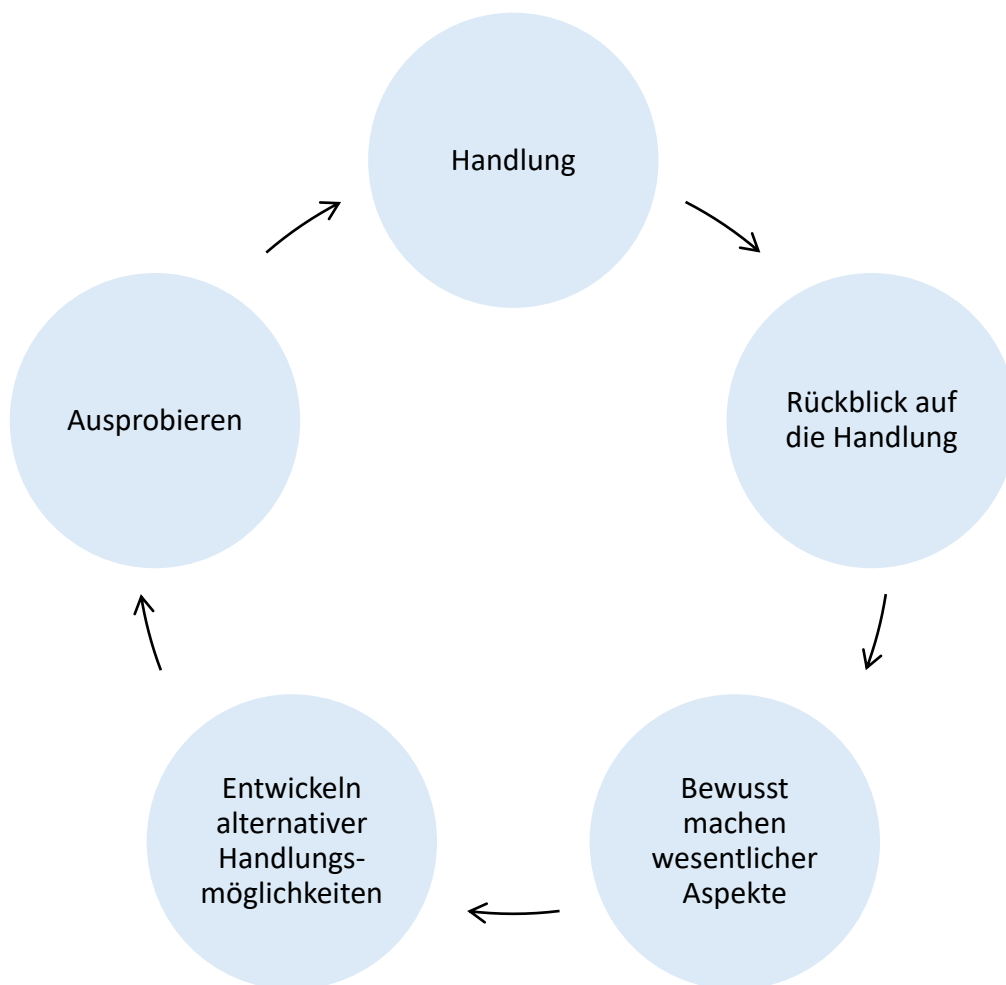 Handlung
Rückblick auf
die Handlung
Bewusst
machen
wesentlicher
Aspekte
Entwickeln
alternativer
Handlungs-
möglichkeiten
Ausprobieren